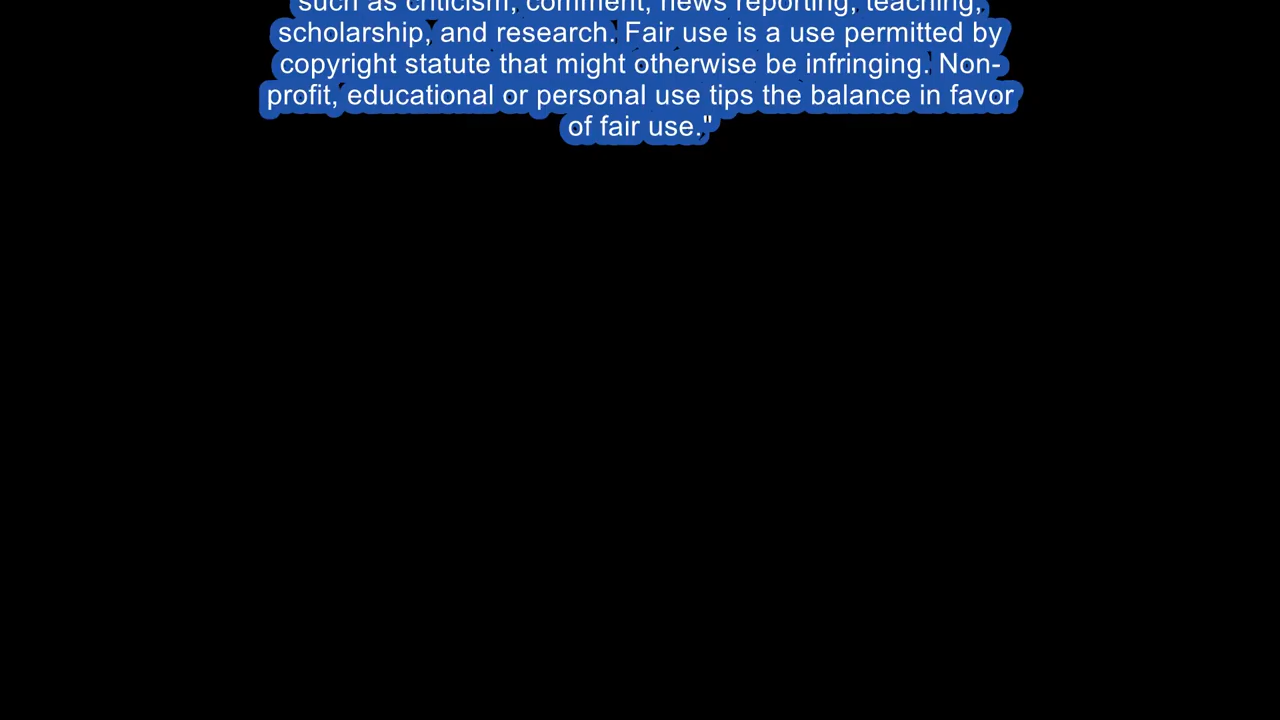 such as criticism, comment, news reporting, teaching,
scholarship, and research. Fair use is a use permitted by
copyright statute that might otherwise be infringing. Non-
profit, educational or personal use tips the balance in favor
of fair use."